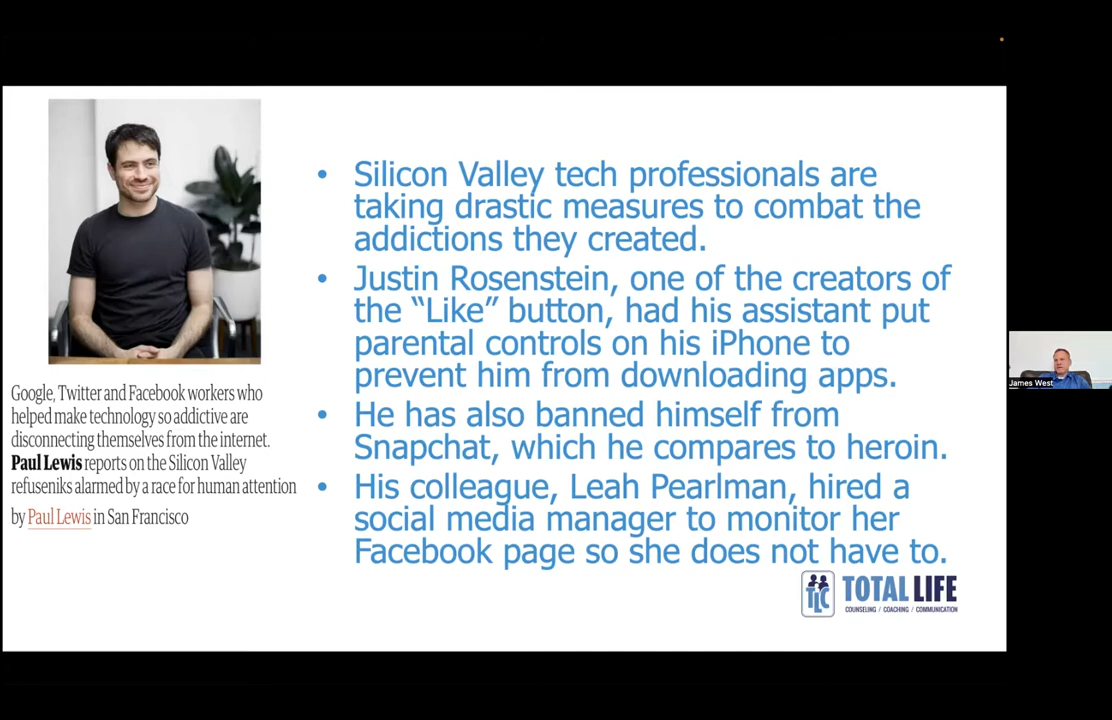 Google, Twitter and Facebook workers who
helped make technology so addictive are
disconnecting themselves from the internet.
Paul Lewis reports on the Silicon Valley
refuseniks alarmed by a race for human attention
by Paul Lewis in San Francisco
• Silicon Valley tech professionals are
taking drastic measures to combat the
addictions they created.
• Justin Rosenstein, one of the creators of
the “Like” button, had his assistant put
parental controls on his iPhone to
prevent him from downloading apps.
• He has also banned himself from
Snapchat, which he compares to heroin.
• His colleague, Leah Pearlman, hired a
social media manager to monitor her
Facebook page so she does not have to.
TLC
TOTAL LIFE
COUNSELING / COACHING / COMMUNICATION
James West